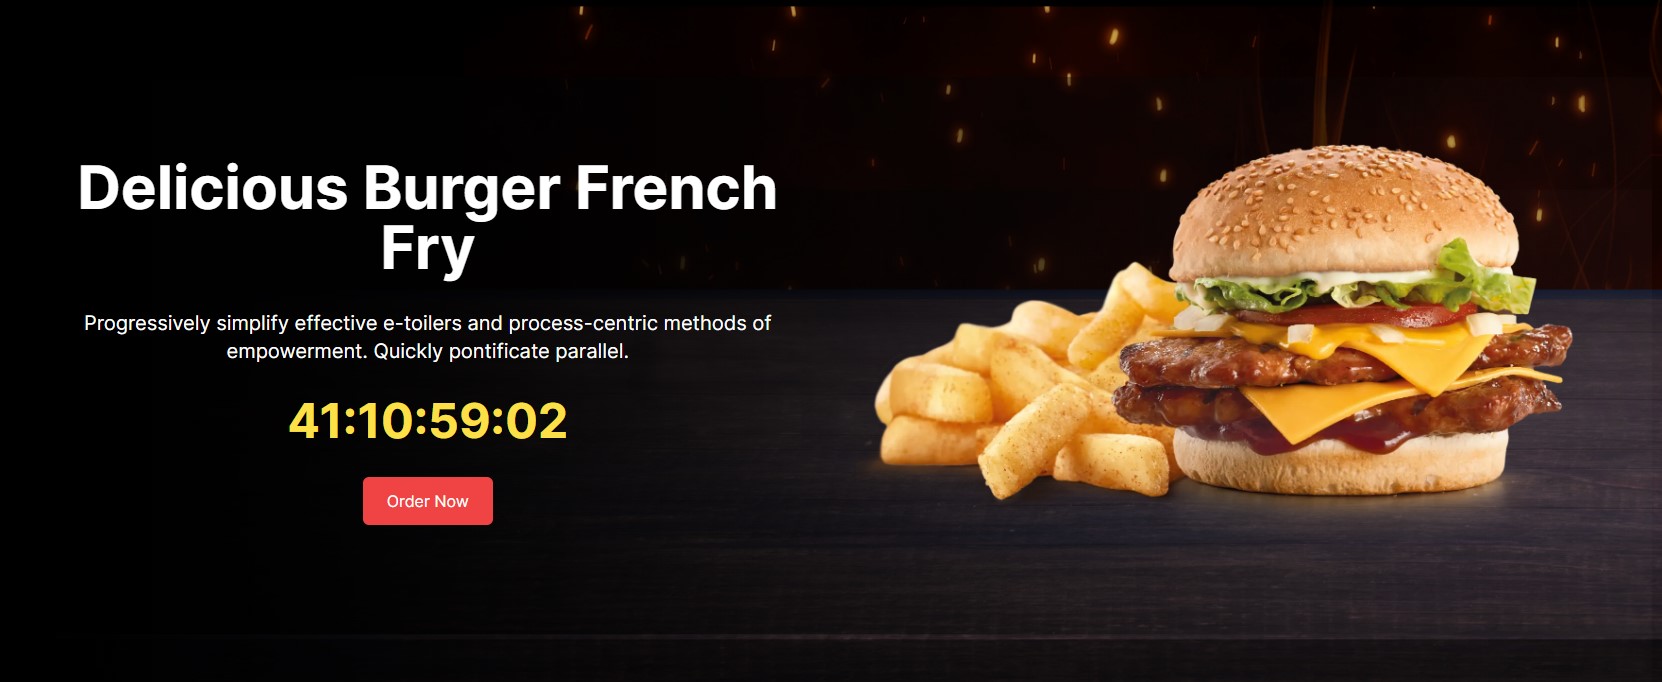 Delicious Burger French
Fry
Progressively simplify effective e-toilers and process-centric methods of
empowerment. Quickly pontificate parallel.
41:10:59:02
Order Now